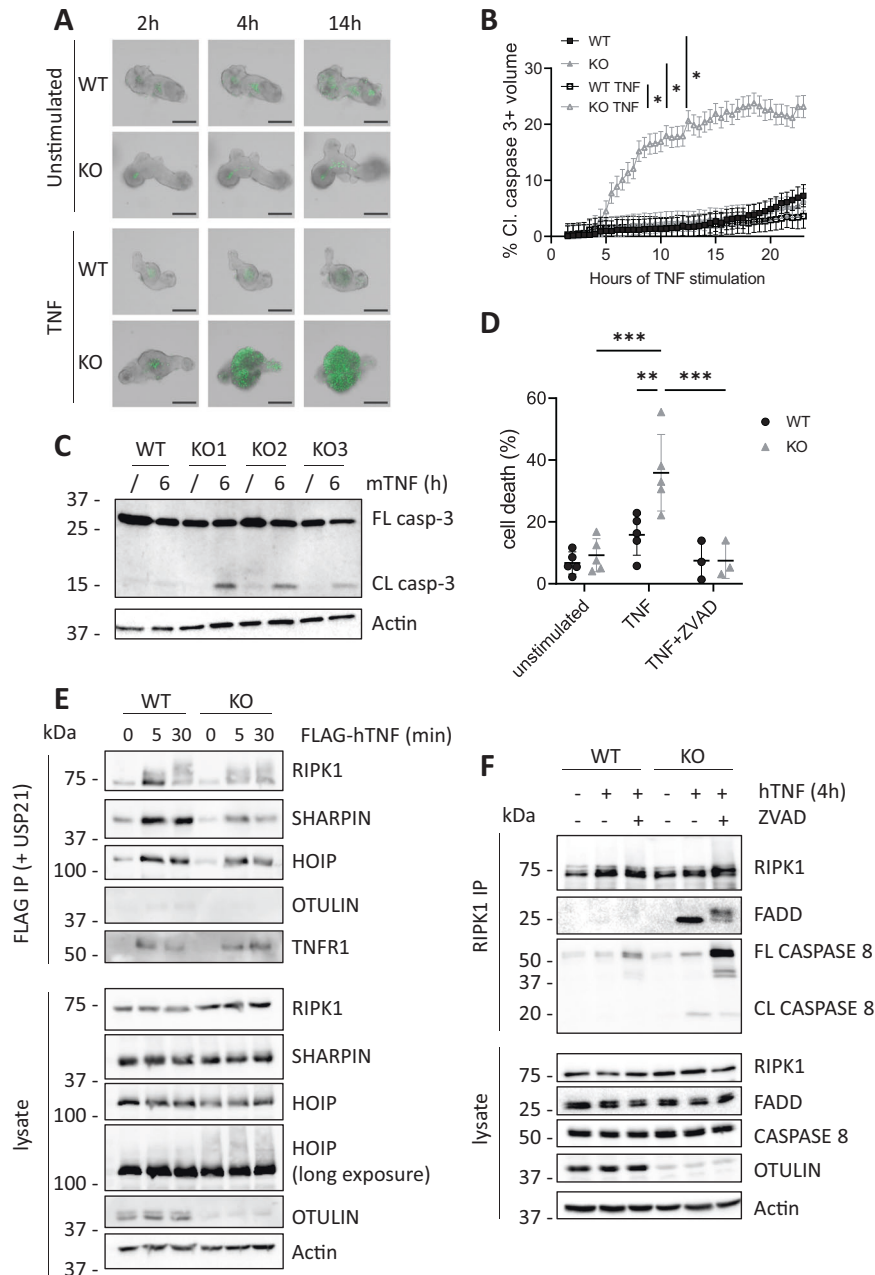 A
2h 4h 14h
Unstimulated
WT
KO
TNF
WT
KO
B
WT
KO
WT TNF
KO TNF
* * *
% Cl. caspase 3+ volume
30
20
10
0
0 5 10 15 20
Hours of TNF stimulation
C
WT KO1 KO2 KO3
/ 6 / 6 / 6 / 6 mTNF (h)
37 -
25 - FL casp-3
15 - CL casp-3
37 - Actin
D
***
** ***
cell death (%)
60
40
20
0
unstimulated
TNF
TNF+ZVAD
WT
KO
E
WT KO
kDa 0 5 30 0 5 30 FLAG-hTNF (min)
FLAG IP (+ USP21)
75 - RIPK1
SHARPIN
37 -
100 - HOIP
OTULIN
37 -
50 - TNFR1
lysate
75 - RIPK1
SHARPIN
37 -
100 - HOIP
HOIP
(long exposure)
100 -
OTULIN
37 -
Actin
37 -
F
WT KO
- + + - + + hTNF (4h)
kDa - - + - - + ZVAD
RIPK1 IP
75 - RIPK1
25 - FADD
50 - FL CASPASE 8
37 -
20 - CL CASPASE 8
lysate
75 - RIPK1
25 - FADD
50 - CASPASE 8
37 - OTULIN
37 - Actin